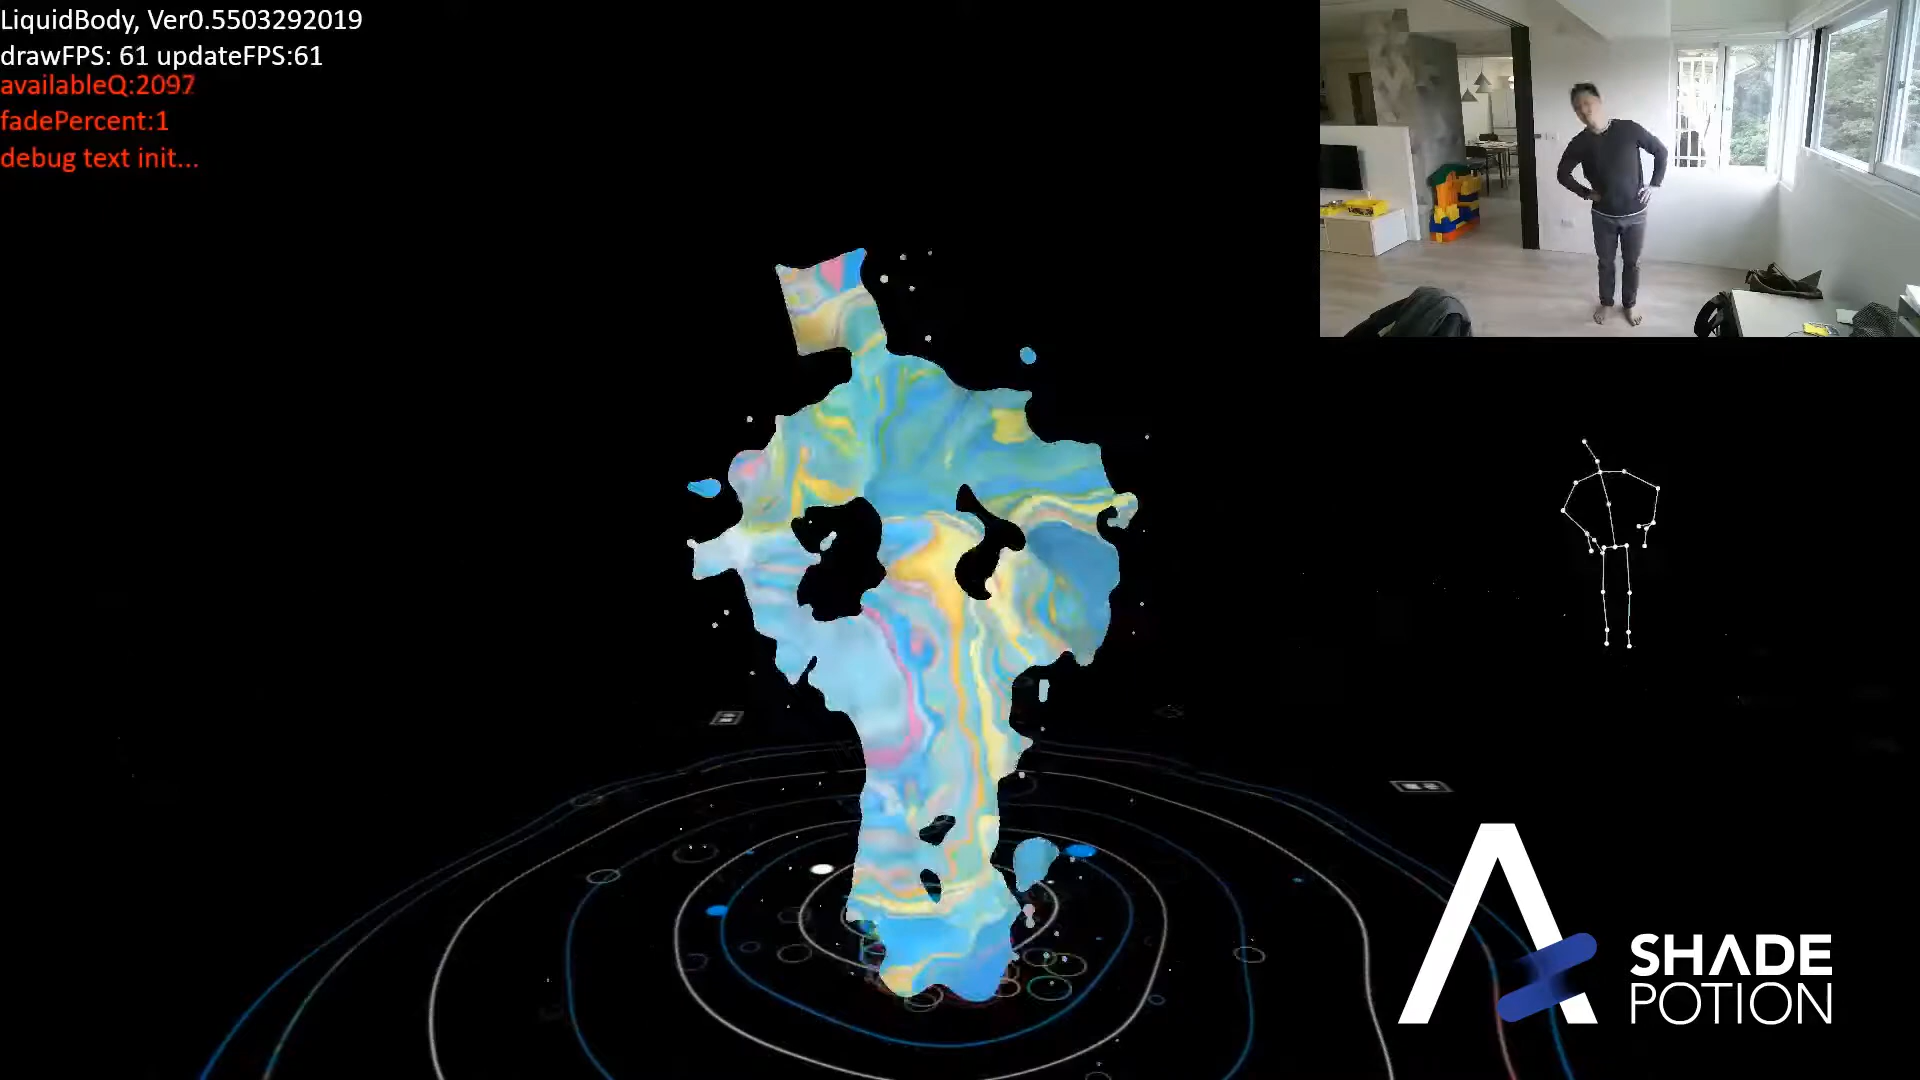 LiquidBody, Ver0.5503292019
drawFPS: 61 updateFPS:61
availableQ:2097
fadePercent:1
debug text init...
SHADE
POTION